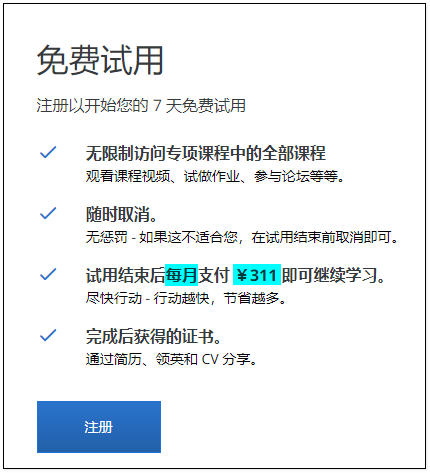 免费试用
注册以开始您的 7 天免费试用
无限制访问专项课程中的全部课程
观看课程视频、试做作业、参与论坛等等。
随时取消。
无惩罚 - 如果这不适合您，在试用结束前取消即可。
试用结束后每月支付 ￥311 即可继续学习。
尽快行动 - 行动越快，节省越多。
完成后获得的证书。
通过简历、领英和 CV 分享。
注册